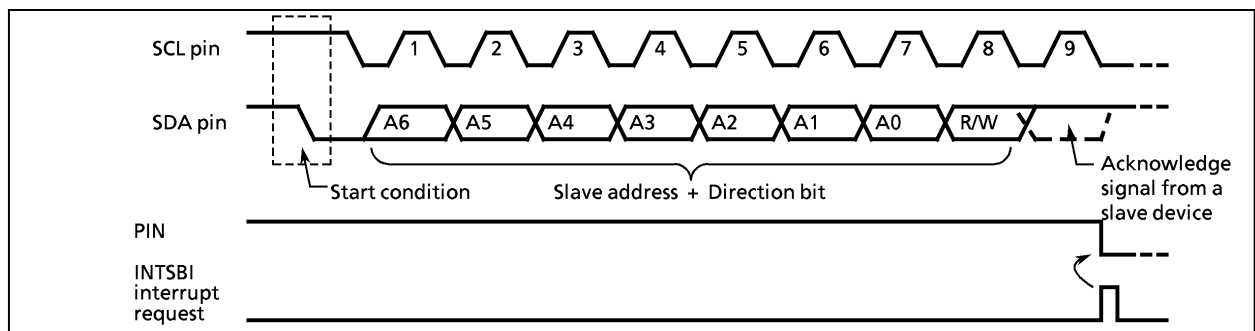 SCL pin
1 2 3 4 5 6 7 8 9
SDA pin
A6 A5 A4 A3 A2 A1 A0 R/W
Start condition
Slave address + Direction bit
Acknowledge
signal from a
slave device
PIN
INTSBI
interrupt
request